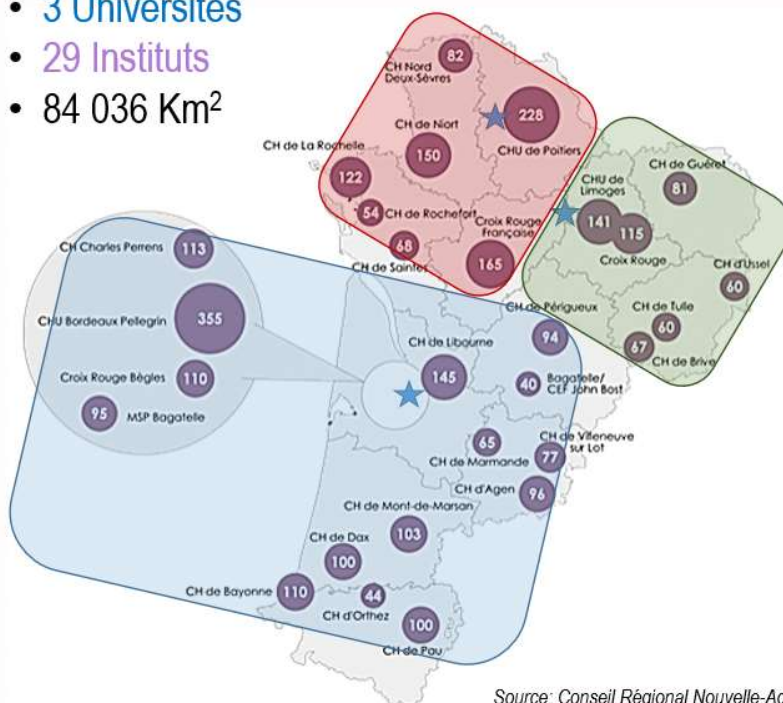 • 3 Universités
• 29 Instituts
• 84 036 Km²
82
CH Nord
Deux-Sèvres
228
CHU de Poitiers
CH de Niort
150
CH de La Rochelle
122
54
CH de Rochefort
68
CH de Saintes
Croix Rouge
Française
165
CH de Guéret
81
CHU de
Limoges
141
115
Croix Rouge
CH d'Ussel
60
CH de Tulle
60
67
CH de Brive
CH Charles Perrens
113
CHU Bordeaux Pellegrin
355
Croix Rouge Bègles
110
95
MSP Bagatelle
CH de Périgueux
94
CH de Libourne
145
40
Bagatelle/
CEF John Bost
65
CH de Marmande
CH de Villeneuve
sur Lot
77
CH d'Agen
96
CH de Mont-de-Marsan
103
CH de Dax
100
CH de Bayonne
110
44
CH d'Orthez
100
CH de Pau
Source: Conseil Régional Nouvelle-Aq